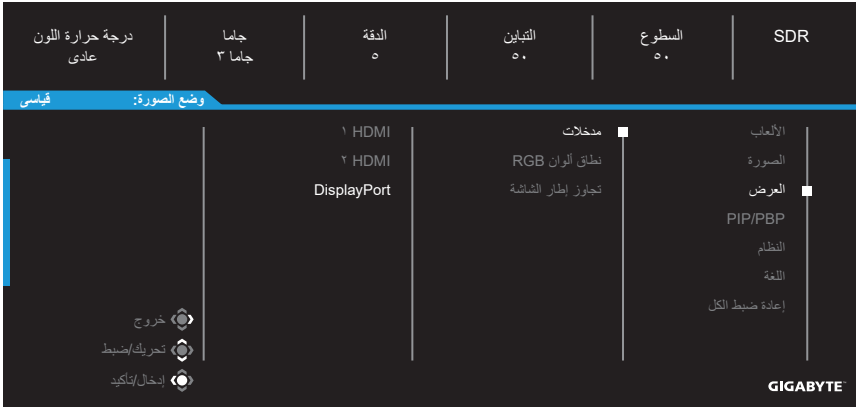 SDR
السطوع
٥٠
التباين
٥٠
الدقة
٥
جاما
جاما ٣
درجة حرارة اللون
عادى
وضع الصورة: قياسى
الألعاب
الصورة
العرض
PIP/PBP
النظام
اللغة
إعادة ضبط الكل
مدخلات
نطاق ألوان RGB
تجاوز إطار الشاشة
HDMI ١
HDMI ٢
DisplayPort
خروج
تحريك/ضبط
إدخال/تأكيد
GIGABYTE